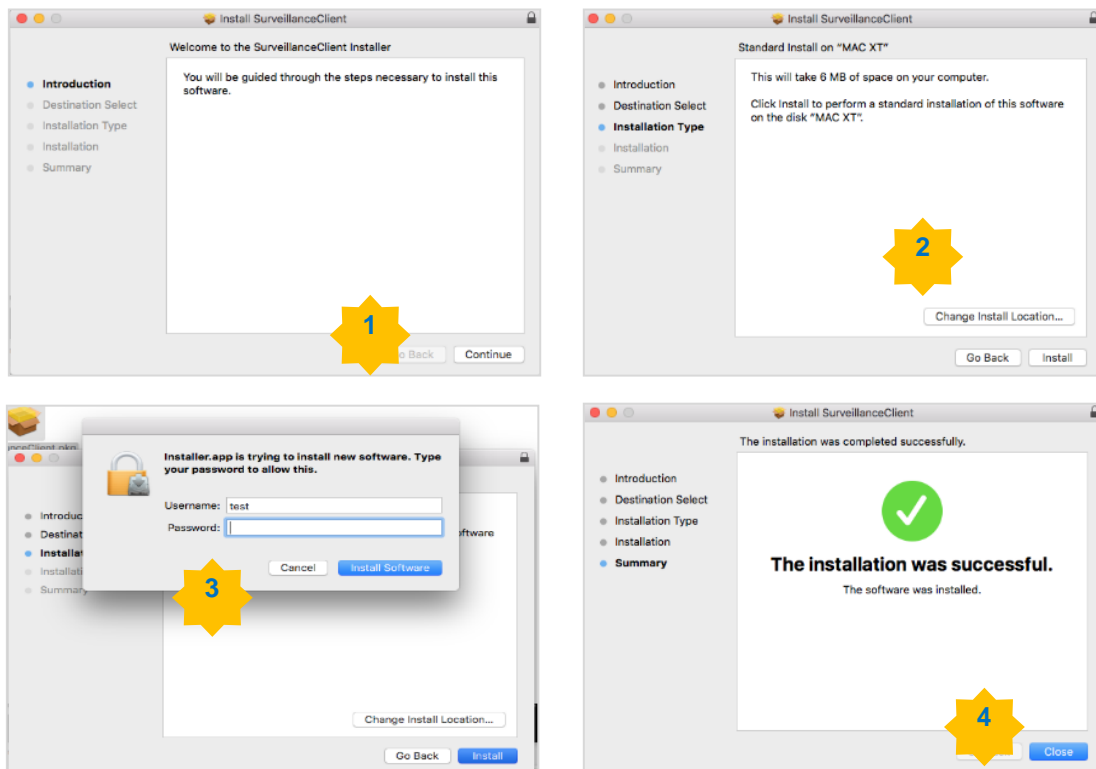 Install SurveillanceClient
Welcome to the SurveillanceClient Installer
Introduction
Destination Select
Installation Type
Installation
Summary
You will be guided through the steps necessary to install this
software.
1
Go Back
Continue
Install SurveillanceClient
Standard Install on "MAC XT"
Introduction
Destination Select
Installation Type
Installation
Summary
This will take 6 MB of space on your computer.
Click Install to perform a standard installation of this software
on the disk "MAC XT".
2
Change Install Location...
Go Back
Install
Installer.app is trying to install new software. Type
your password to allow this.
Username: test
Password:
Cancel
Install Software
3
Summary
Change Install Location...
Go Back
Install
Install SurveillanceClient
The installation was completed successfully.
Introduction
Destination Select
Installation Type
Installation
Summary
The installation was successful.
The software was installed.
4
Close